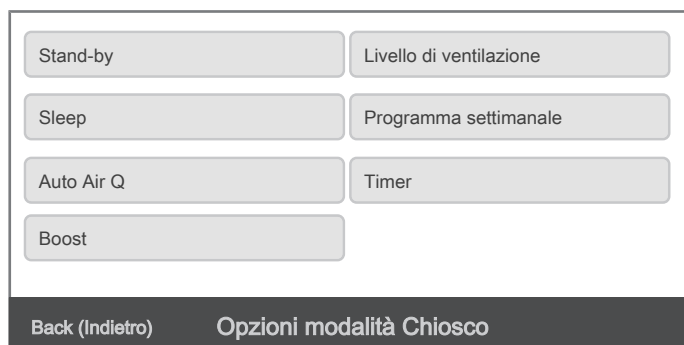 Stand-by
Livello di ventilazione
Sleep
Programma settimanale
Auto Air Q
Timer
Boost
Back (Indietro)
Opzioni modalità Chiosco